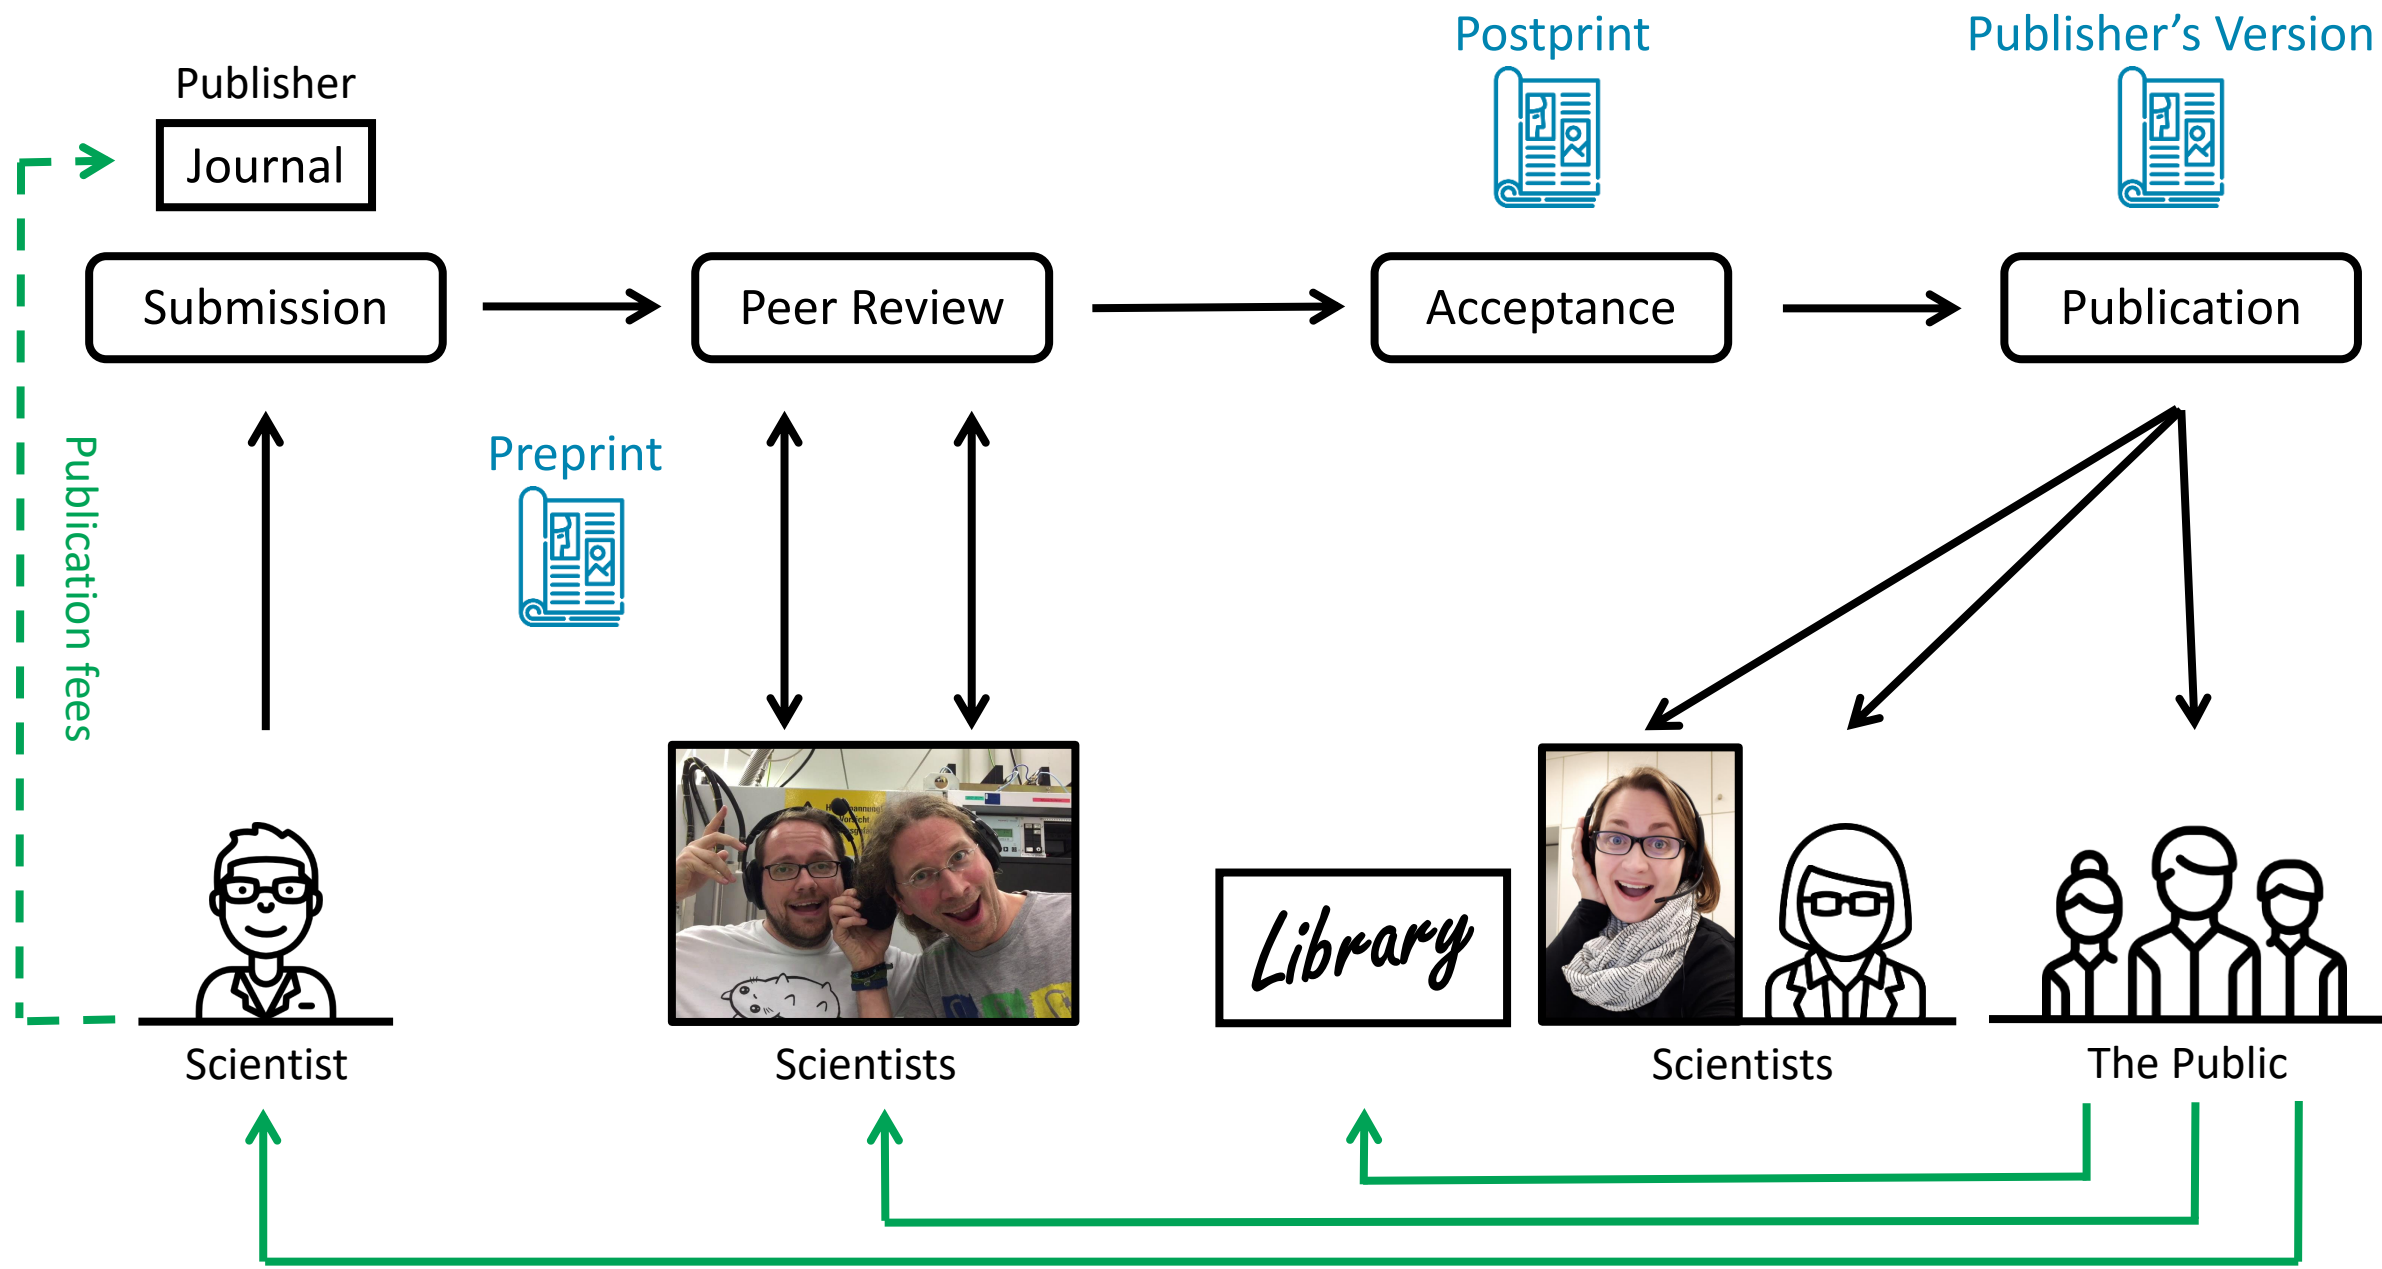 Postprint
Publisher's Version
Publisher
Journal
Submission
Peer Review
Acceptance
Publication
Publication fees
Preprint
Library
Scientist
Scientists
Scientists
The Public